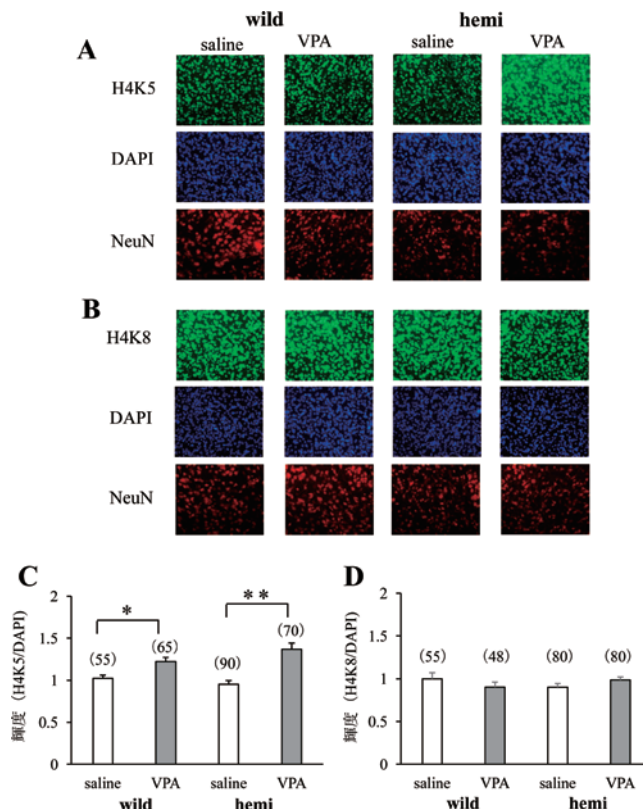 wild hemi
saline VPA saline VPA
A
H4K5
DAPI
NeuN
B
H4K8
DAPI
NeuN
C
輝度 (H4K5/DAPI)
2
1.5
1
0.5
0
(55) * (65) (90) ** (70)
saline VPA saline VPA
wild hemi
D
輝度 (H4K8/DAPI)
2
1.5
1
0.5
0
(55) (48) (80) (80)
saline VPA saline VPA
wild hemi